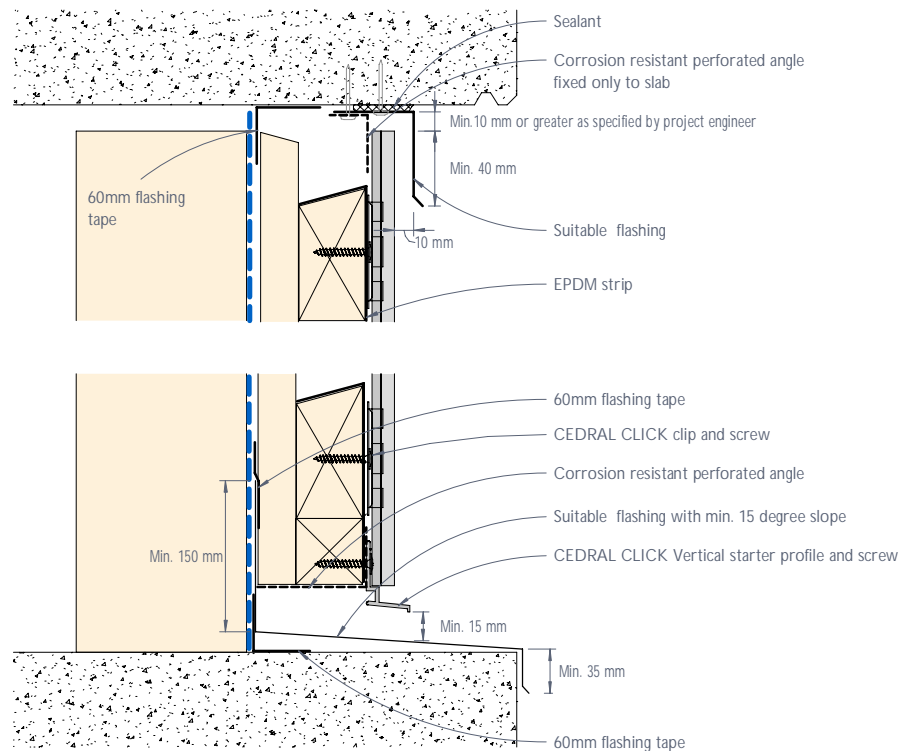 Sealant
Corrosion resistant perforated angle
fixed only to slab
Min.10 mm or greater as specified by project engineer
Min. 40 mm
60mm flashing
tape
Suitable flashing
10 mm
EPDM strip
60mm flashing tape
CEDRAL CLICK clip and screw
Corrosion resistant perforated angle
Suitable flashing with min. 15 degree slope
Min. 150 mm
CEDRAL CLICK Vertical starter profile and screw
Min. 15 mm
Min. 35 mm
60mm flashing tape